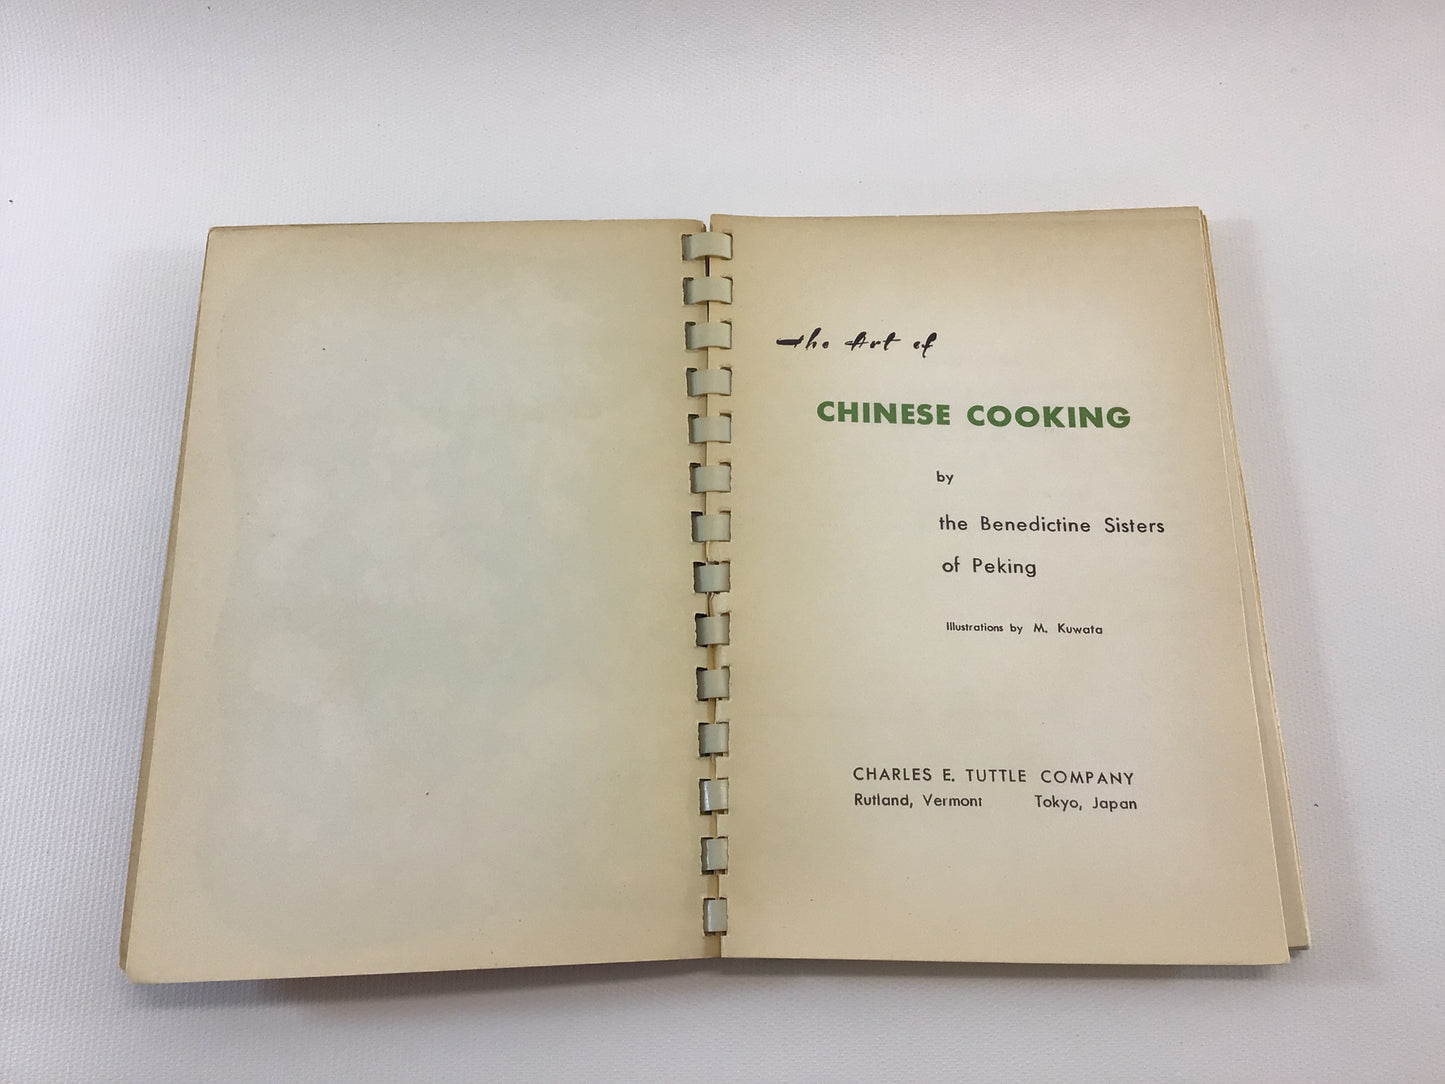 the Art of
CHINESE COOKING
by
the Benedictine Sisters
of Peking
Illustrations by M. Kuwata
CHARLES E. TUTTLE COMPANY
Rutland, Vermont Tokyo, Japan